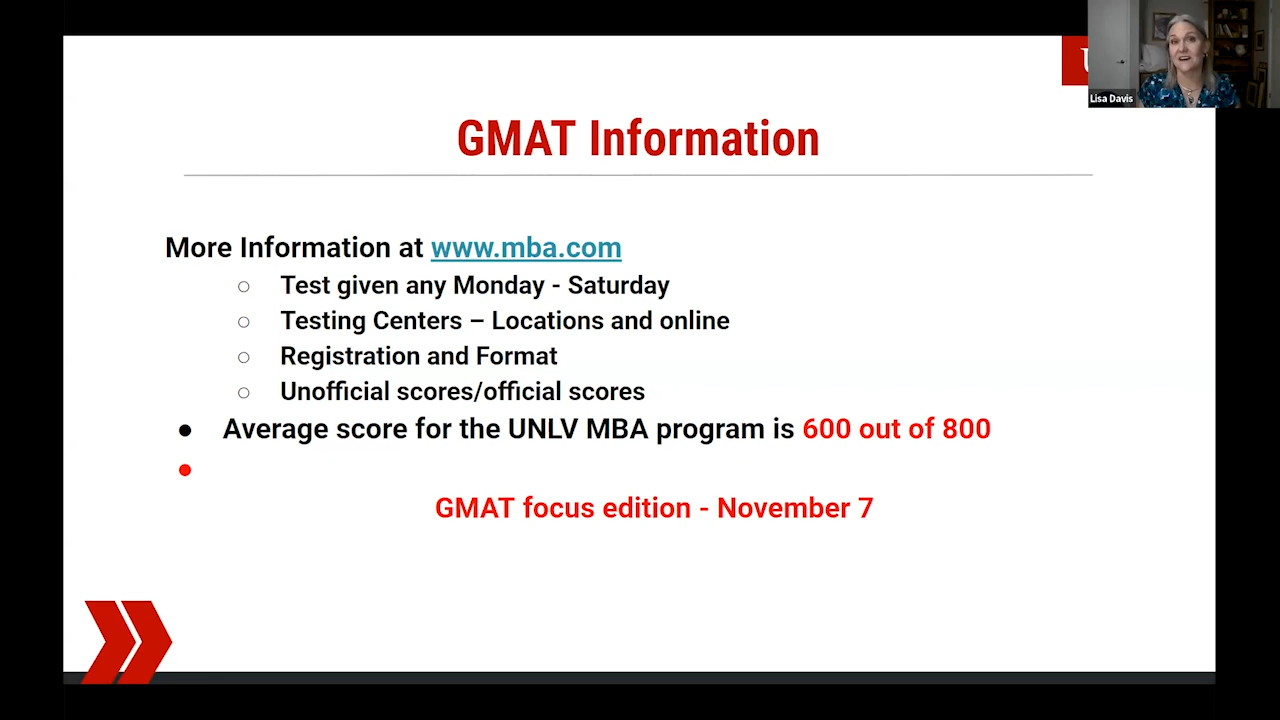 GMAT Information
Lisa Davis
More Information at www.mba.com
Test given any Monday - Saturday
Testing Centers – Locations and online
Registration and Format
Unofficial scores/official scores
Average score for the UNLV MBA program is 600 out of 800
GMAT focus edition - November 7